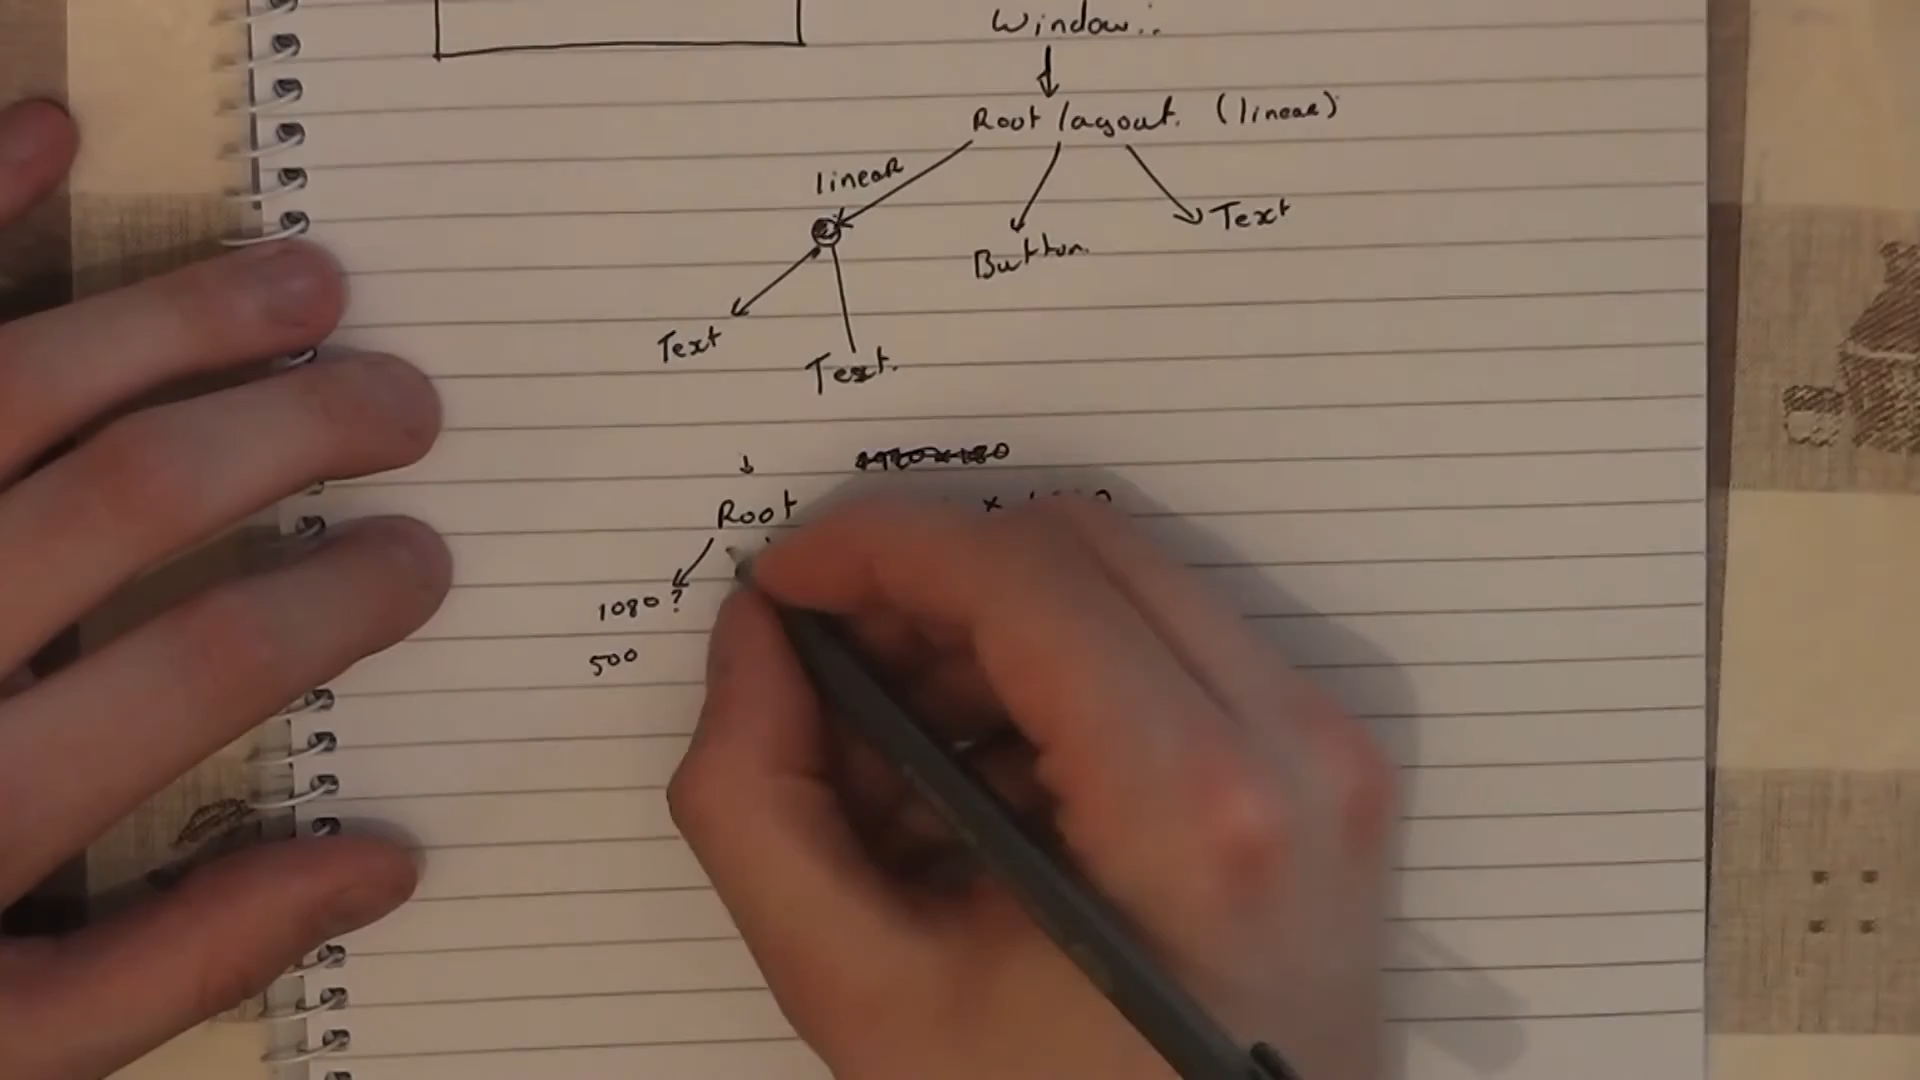 Window..
Root layout. (linear)
linear
Text
Button.
Text
Text.
Root x
1080?
500